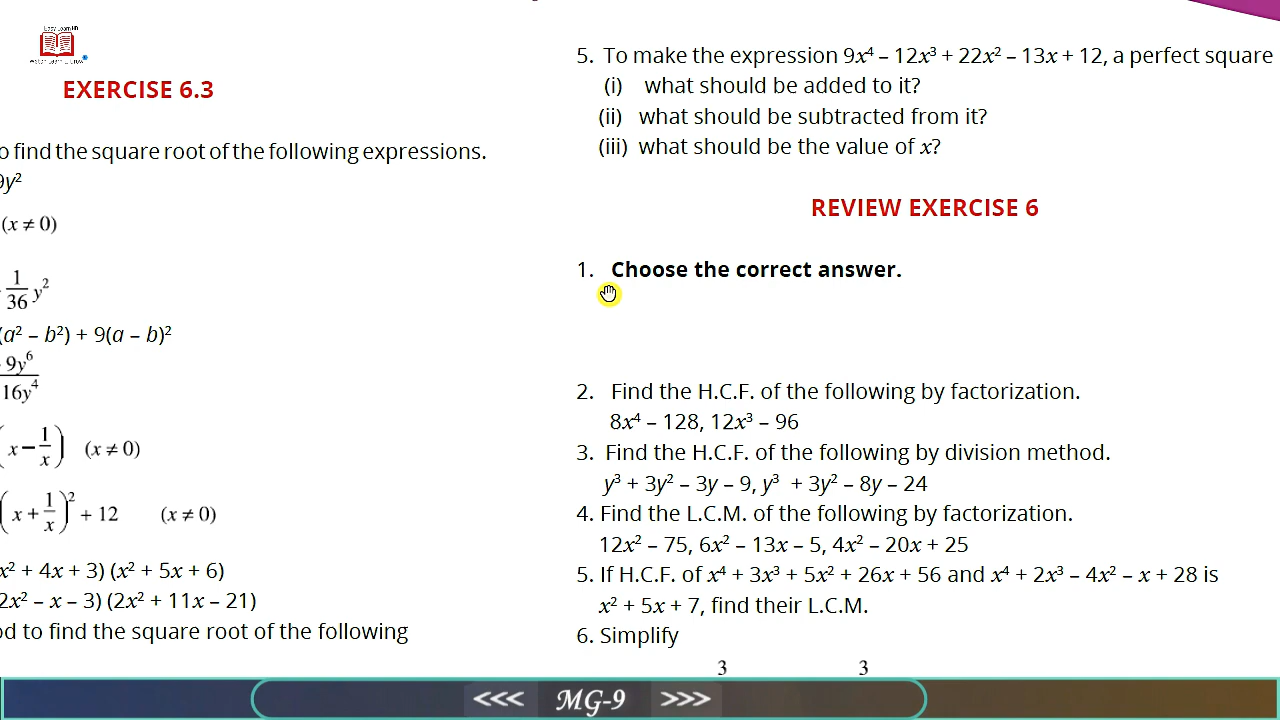 Easy Learn
EXERCISE 6.3
o find the square root of the following expressions.
9y²
(x ≠ 0)
1/36 y²
(a² – b²) + 9(a – b)²
9y⁶
16y⁴
(x – 1/x) (x ≠ 0)
(x + 1/x)² + 12 (x ≠ 0)
x² + 4x + 3) (x² + 5x + 6)
2x² – x – 3) (2x² + 11x – 21)
od to find the square root of the following
5. To make the expression 9x⁴ – 12x³ + 22x² – 13x + 12, a perfect square
(i) what should be added to it?
(ii) what should be subtracted from it?
(iii) what should be the value of x?
REVIEW EXERCISE 6
1. Choose the correct answer.
2. Find the H.C.F. of the following by factorization.
8x⁴ – 128, 12x³ – 96
3. Find the H.C.F. of the following by division method.
y³ + 3y² – 3y – 9, y³ + 3y² – 8y – 24
4. Find the L.C.M. of the following by factorization.
12x² – 75, 6x² – 13x – 5, 4x² – 20x + 25
5. If H.C.F. of x⁴ + 3x³ + 5x² + 26x + 56 and x⁴ + 2x³ – 4x² – x + 28 is
x² + 5x + 7, find their L.C.M.
6. Simplify
3 3
<<< MG-9 >>>